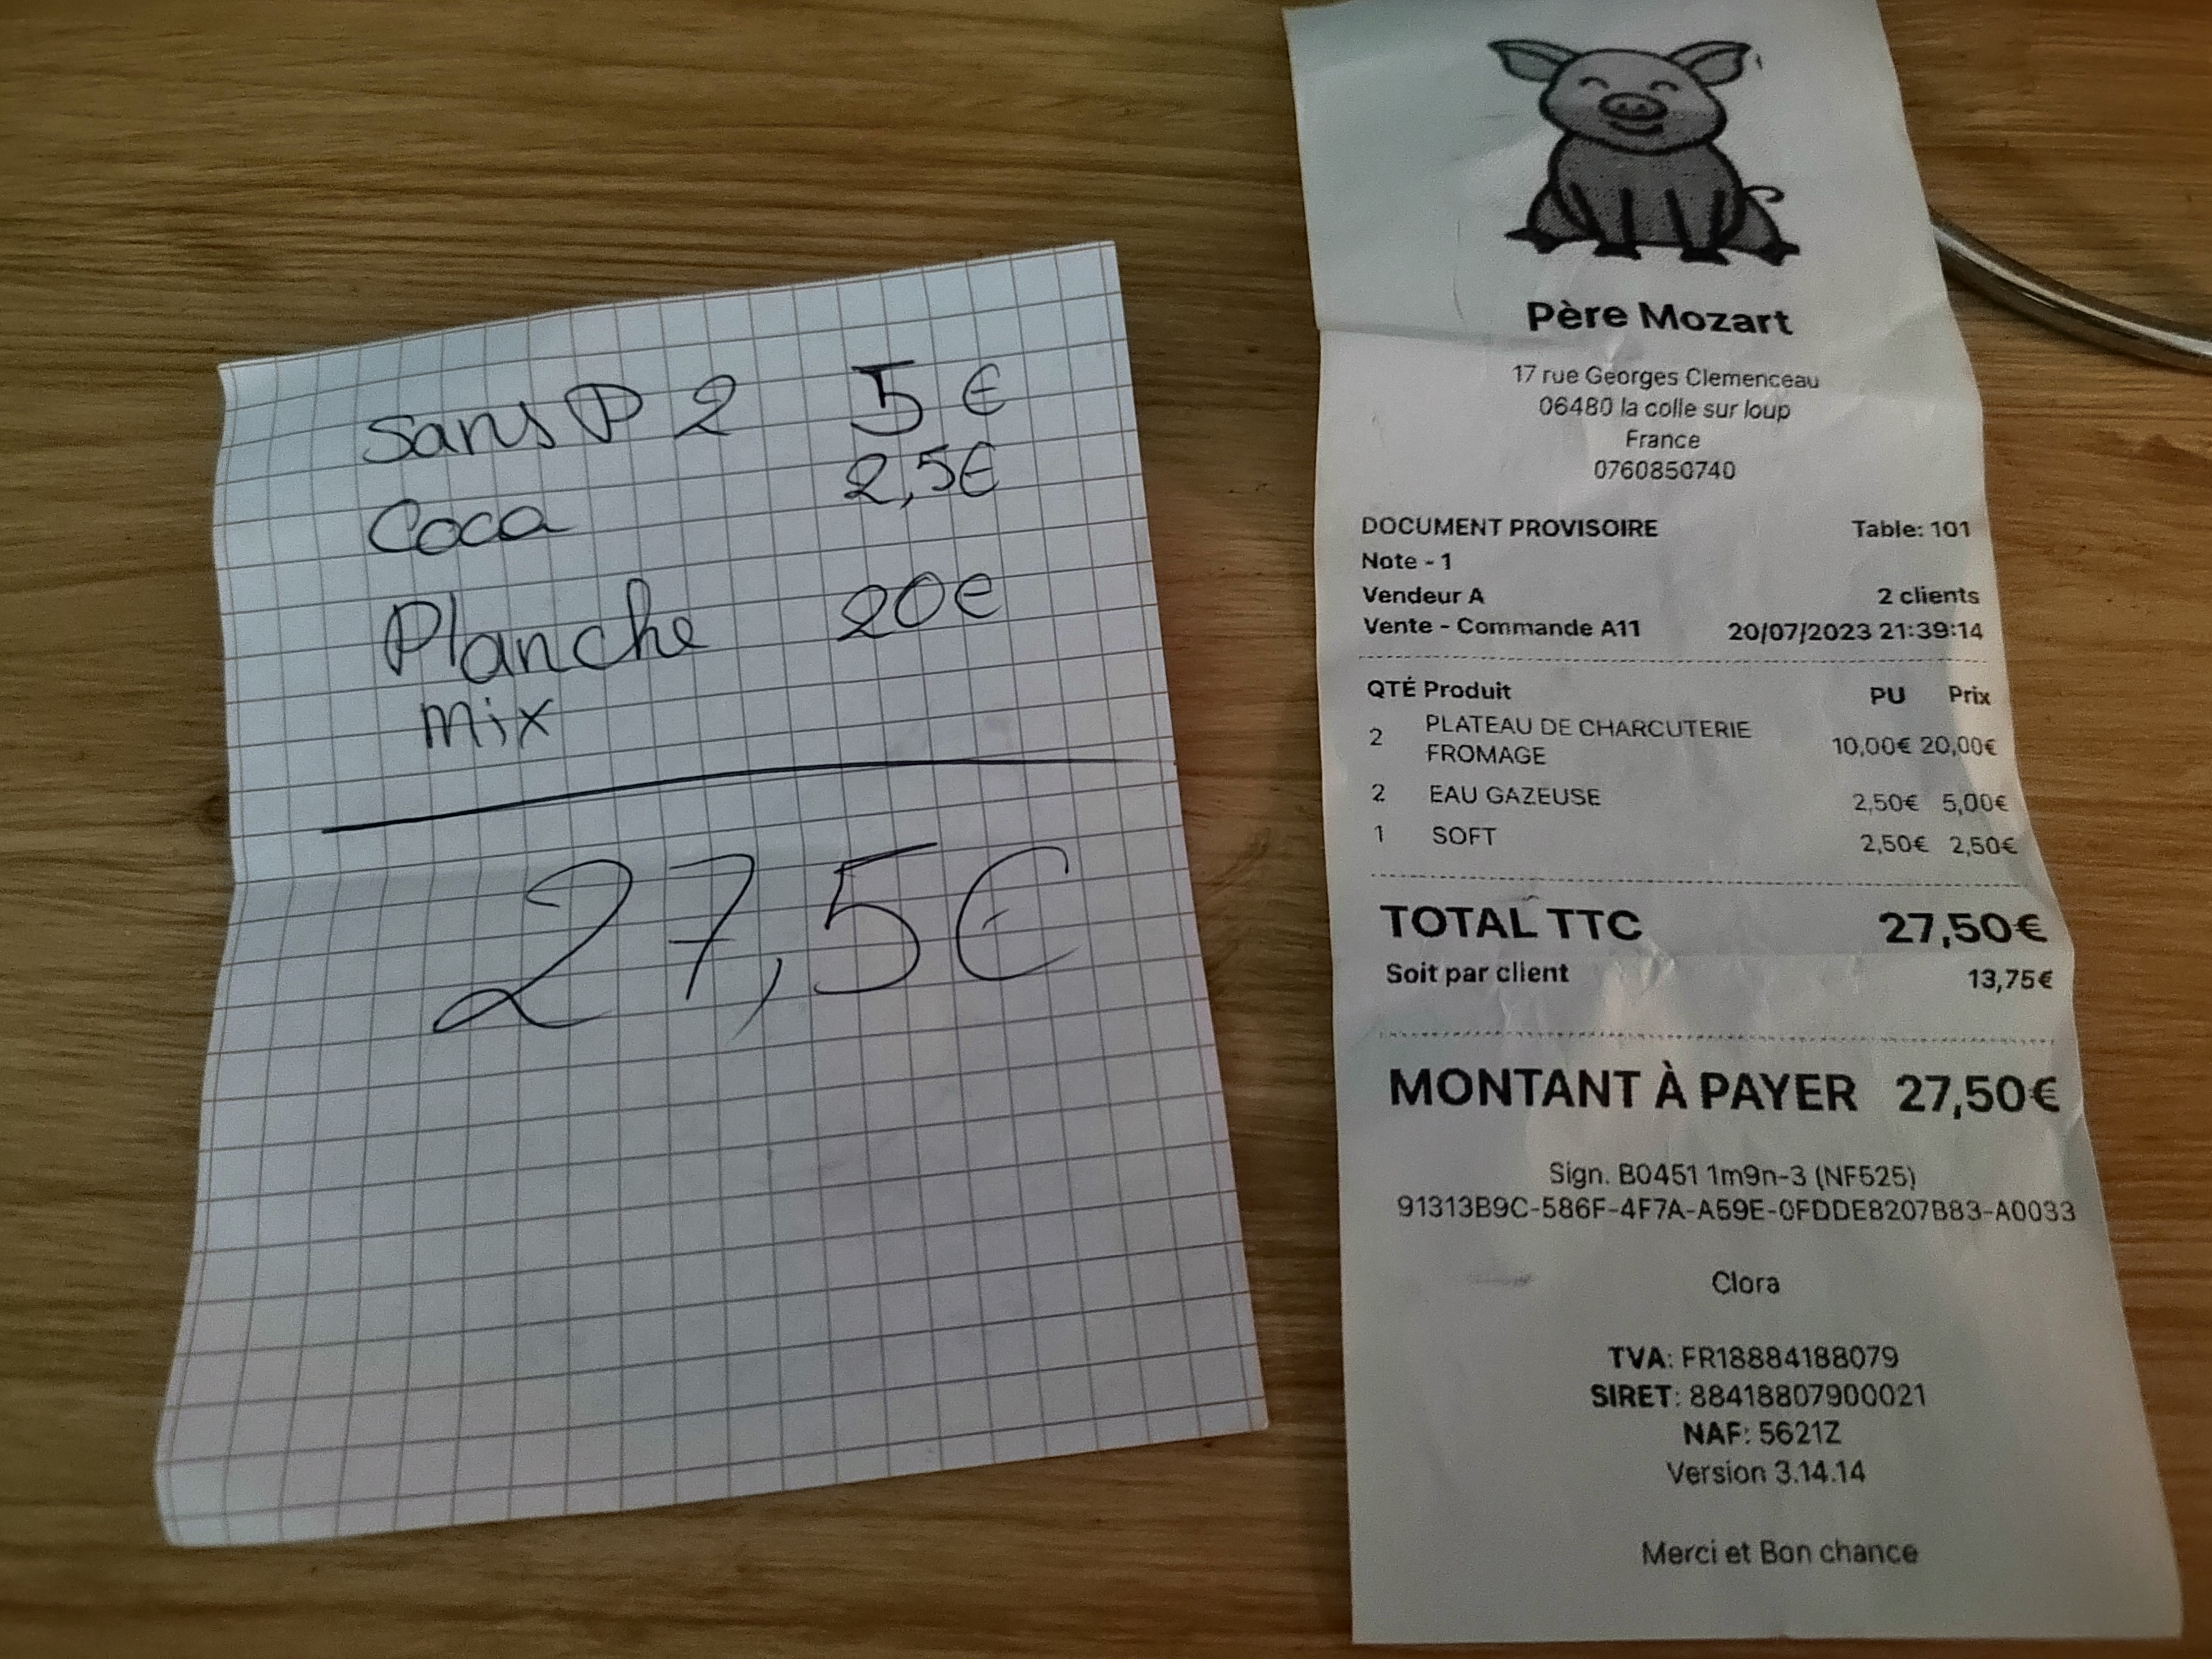 SansP 2 5 €
Coca 2,5€
Planche 20€
mix
27,5€
Père Mozart
17 rue Georges Clemenceau
06480 la colle sur loup
France
0760850740
DOCUMENT PROVISOIRE Table: 101
Note - 1
Vendeur A 2 clients
Vente - Commande A11 20/07/2023 21:39:14
QTÉ Produit PU Prix
2 PLATEAU DE CHARCUTERIE FROMAGE 10,00€ 20,00€
2 EAU GAZEUSE 2,50€ 5,00€
1 SOFT 2,50€ 2,50€
TOTAL TTC 27,50€
Soit par client 13,75€
MONTANT À PAYER 27,50€
Sign. B0451 1m9n-3 (NF525)
91313B9C-586F-4F7A-A59E-0FDDE8207B83-A0033
Clora
TVA: FR18884188079
SIRET: 88418807900021
NAF: 5621Z
Version 3.14.14
Merci et Bon chance